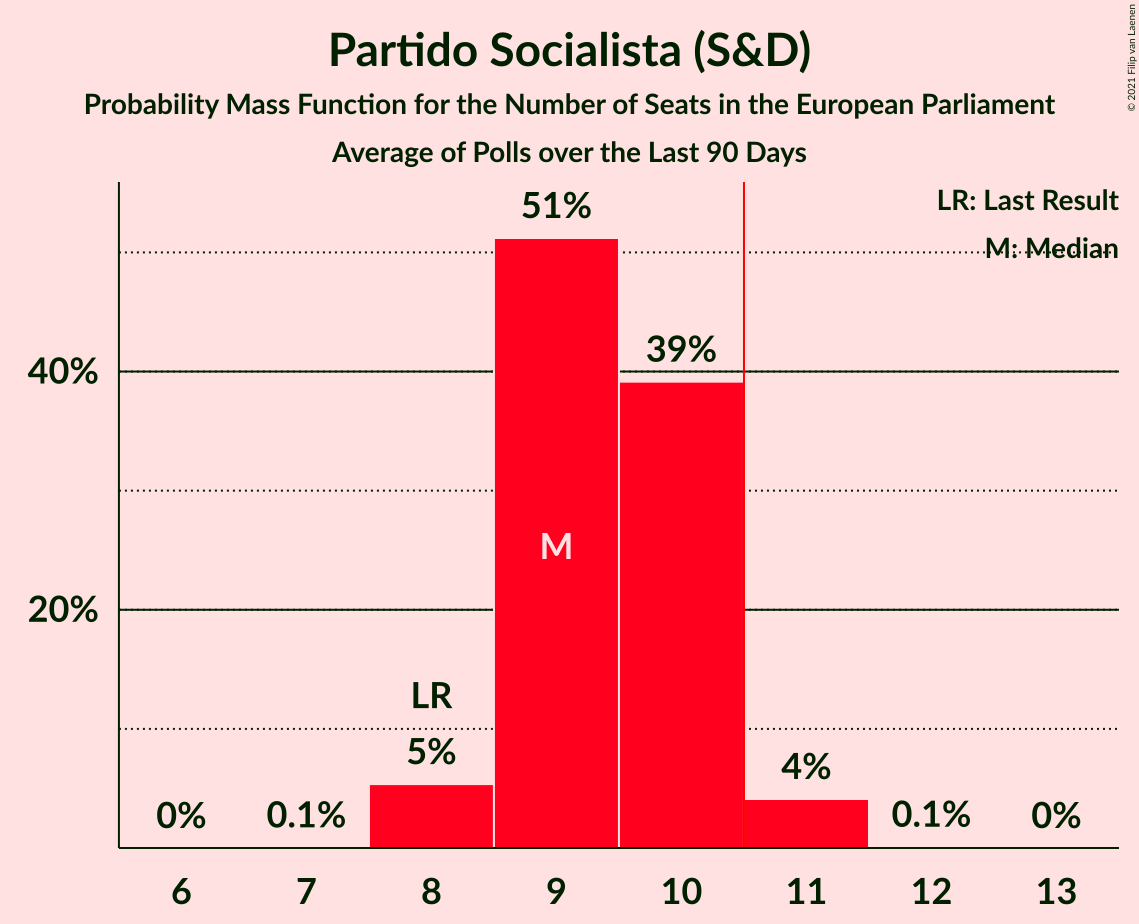 Partido Socialista (S&D)
Probability Mass Function for the Number of Seats in the European Parliament
Average of Polls over the Last 90 Days
© 2021 Filip van Laenen
LR: Last Result
M: Median
51%
39%
40%
M
20%
LR
5%
4%
0%
0.1%
0.1%
0%
6 7 8 9 10 11 12 13